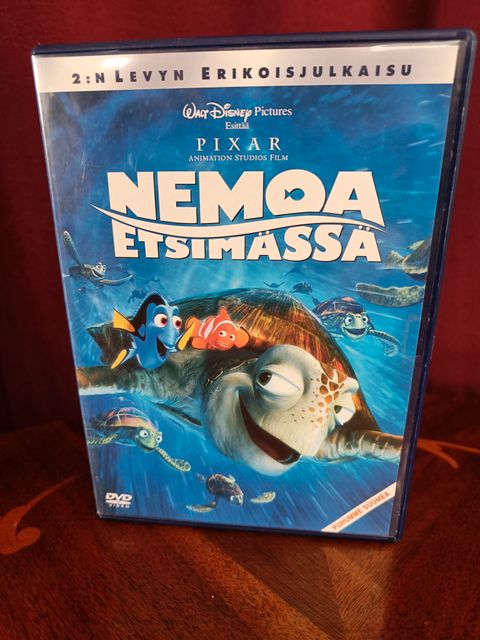 2:N LEVYN ERIKOISJULKAISU
WALT DISNEY Pictures
Esittää
PIXAR
ANIMATION STUDIOS FILM
NEMOA
ETSIMÄSSÄ
DVD
VIDEO
PUHUMME SUOMEA